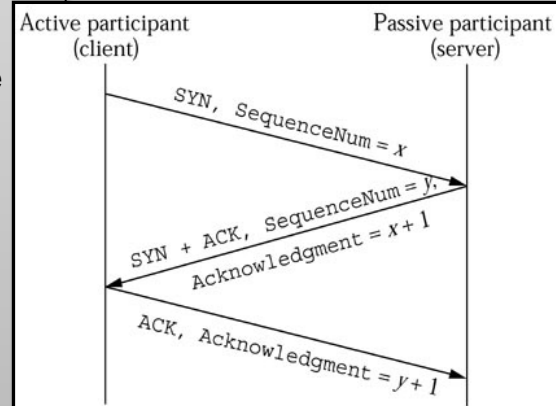 Active participant
(client)
Passive participant
(server)
SYN, SequenceNum = x
SYN + ACK, SequenceNum = y,
Acknowledgment = x + 1
ACK, Acknowledgment = y + 1